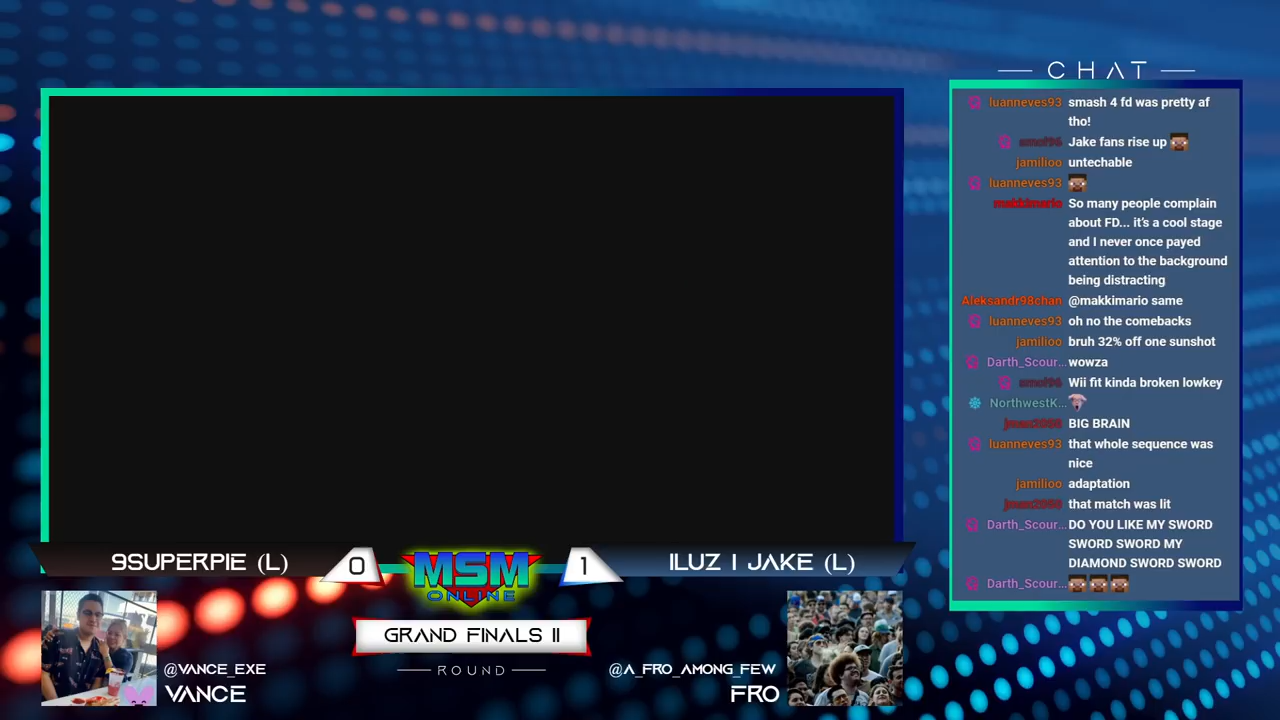 CHAT
luanneves93 smash 4 fd was pretty af
tho!
smol96 Jake fans rise up
jamilioo untechable
luanneves93
makkimario So many people complain
about FD... it's a cool stage
and I never once payed
attention to the background
being distracting
Aleksandr98chan @makkimario same
luanneves93 oh no the comebacks
jamilioo bruh 32% off one sunshot
Darth_Scour... wowza
smol96 Wii fit kinda broken lowkey
NorthwestK...
BIG BRAIN
luanneves93 that whole sequence was
nice
jamilioo adaptation
that match was lit
Darth_Scour... DO YOU LIKE MY SWORD
SWORD SWORD MY
DIAMOND SWORD SWORD
Darth_Scour...
9SUPERPIE (L) 0 MSM 1 ILUZ | JAKE (L)
ONLINE
GRAND FINALS II
ROUND
@VANCE_EXE
VANCE
@A_FRO_AMONG_FEW
FRO